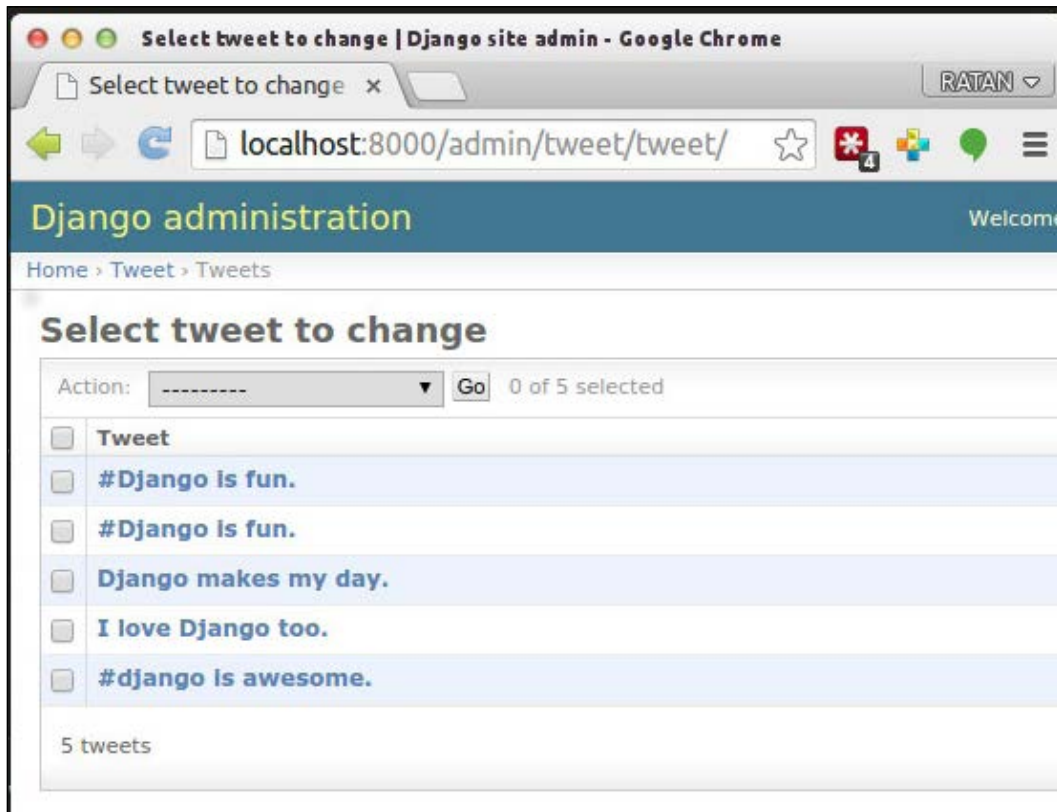 Select tweet to change | Django site admin - Google Chrome
Select tweet to change
RATAN
localhost:8000/admin/tweet/tweet/
4
Django administration
Welcome
Home › Tweet › Tweets
Select tweet to change
Action: --------- Go 0 of 5 selected
Tweet
#Django is fun.
#Django is fun.
Django makes my day.
I love Django too.
#django is awesome.
5 tweets